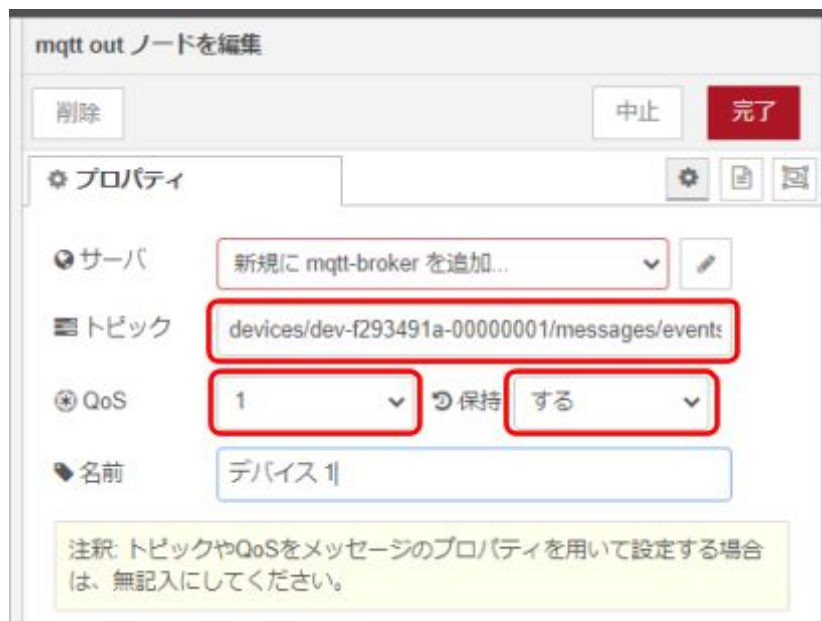 mqtt out ノードを編集
削除 中止 完了
プロパティ
サーバ 新規に mqtt-broker を追加...
トピック devices/dev-f293491a-00000001/messages/events
QoS 1 保持 する
名前 デバイス 1
注釈: トピックやQoSをメッセージのプロパティを用いて設定する場合
は、無記入にしてください。